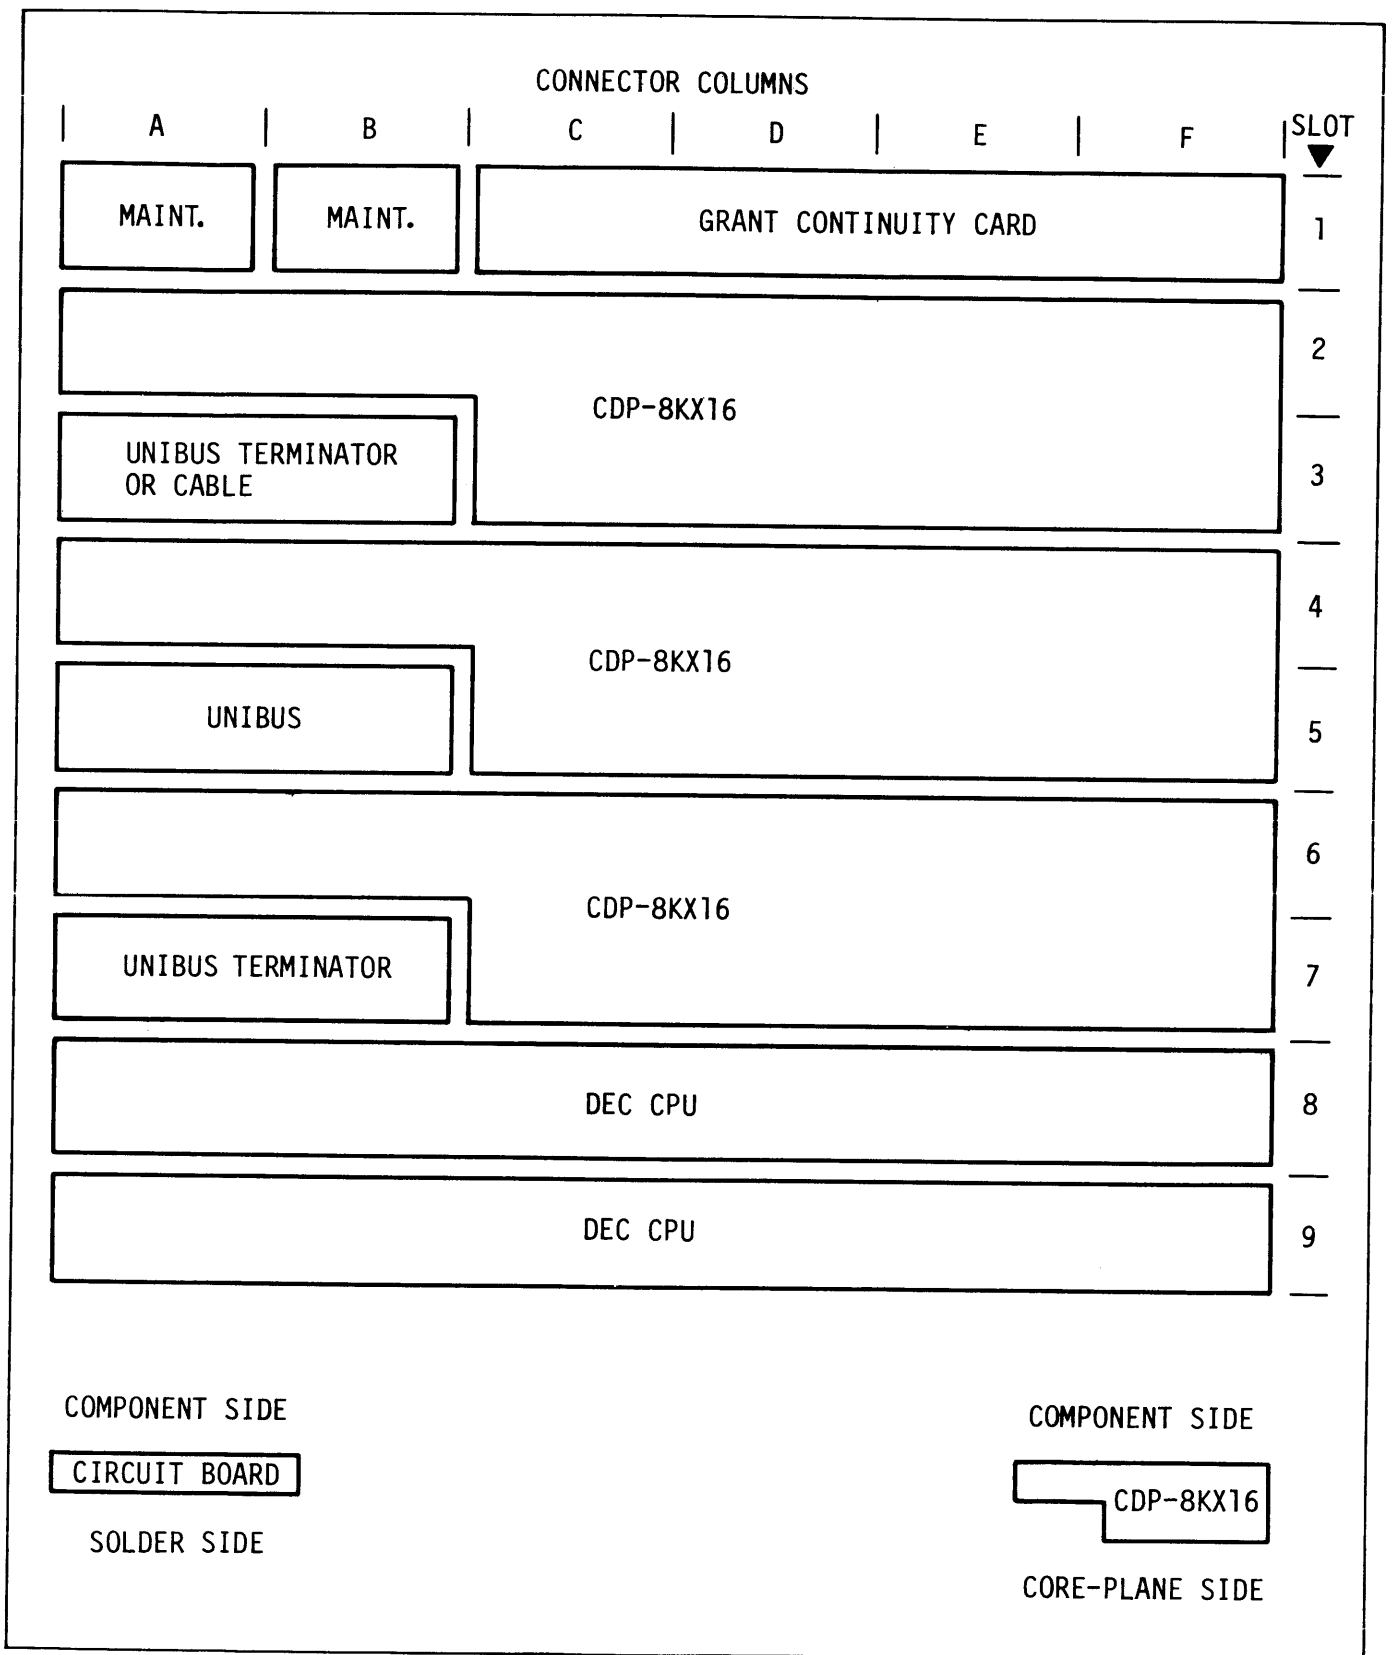 CONNECTOR COLUMNS
A B C D E F SLOT
MAINT. MAINT. GRANT CONTINUITY CARD 1
2
CDP-8KX16
UNIBUS TERMINATOR
OR CABLE
3
4
CDP-8KX16
UNIBUS 5
6
CDP-8KX16
UNIBUS TERMINATOR 7
DEC CPU 8
DEC CPU 9
COMPONENT SIDE
CIRCUIT BOARD
SOLDER SIDE
COMPONENT SIDE
CDP-8KX16
CORE-PLANE SIDE